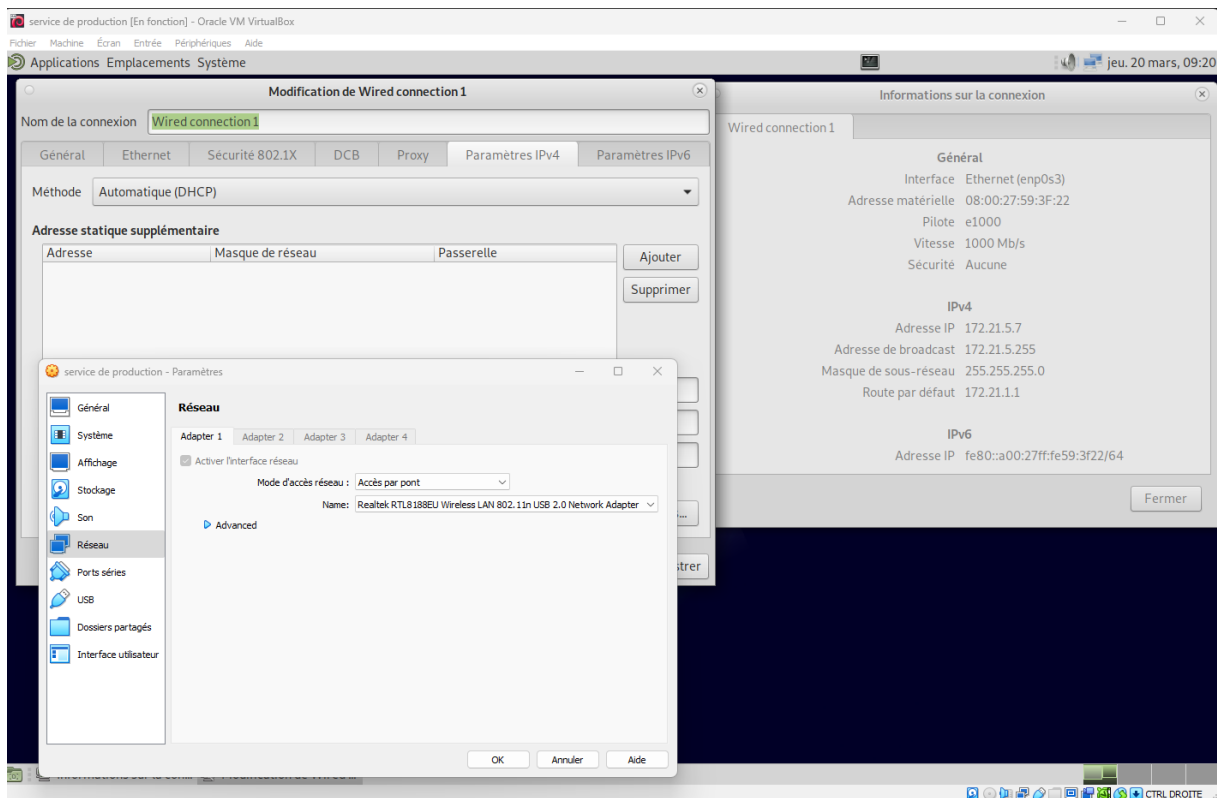 service de production [En fonction] - Oracle VM VirtualBox
Fichier Machine Écran Entrée Périphériques Aide
Applications Emplacements Système
jeu. 20 mars, 09:20
Modification de Wired connection 1
Nom de la connexion Wired connection 1
Général Ethernet Sécurité 802.1X DCB Proxy Paramètres IPv4 Paramètres IPv6
Méthode Automatique (DHCP)
Adresse statique supplémentaire
Adresse Masque de réseau Passerelle
Ajouter
Supprimer
strer
Informations sur la connexion
Wired connection 1
Général
Interface Ethernet (enp0s3)
Adresse matérielle 08:00:27:59:3F:22
Pilote e1000
Vitesse 1000 Mb/s
Sécurité Aucune
IPv4
Adresse IP 172.21.5.7
Adresse de broadcast 172.21.5.255
Masque de sous-réseau 255.255.255.0
Route par défaut 172.21.1.1
IPv6
Adresse IP fe80::a00:27ff:fe59:3f22/64
Fermer
service de production - Paramètres
Général
Système
Affichage
Stockage
Son
Réseau
Ports séries
USB
Dossiers partagés
Interface utilisateur
Réseau
Adapter 1 Adapter 2 Adapter 3 Adapter 4
Activer l'interface réseau
Mode d'accès réseau : Accès par pont
Name: Realtek RTL8188EU Wireless LAN 802.11n USB 2.0 Network Adapter
Advanced
OK Annuler Aide
CTRL DROITE